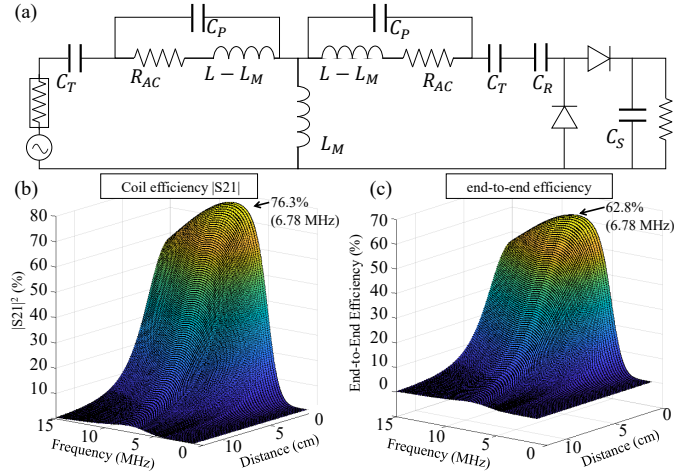 (a)
C_P
C_P
C_T
R_AC
L − L_M
L − L_M
R_AC
C_T
C_R
L_M
C_S
(b)
Coil efficiency |S21|
76.3%
(6.78 MHz)
80
70
60
50
40
30
20
10
|S21|² (%)
15
10
5
0
Frequency (MHz)
10
5
0
Distance (cm)
(c)
end-to-end efficiency
62.8%
(6.78 MHz)
70
60
50
40
30
20
10
0
End-to-End Efficiency (%)
15
10
5
0
Frequency (MHz)
10
5
0
Distance (cm)